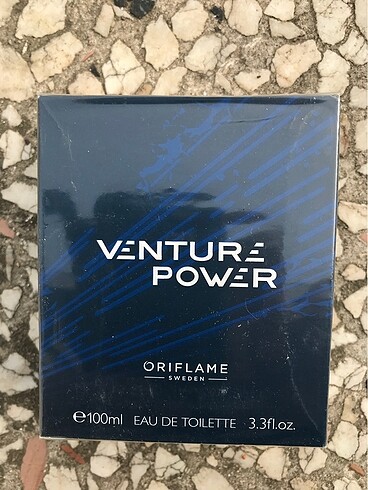 VENTURE
POWER
ORIFLAME
SWEDEN
℮100ml EAU DE TOILETTE 3.3fl.oz.